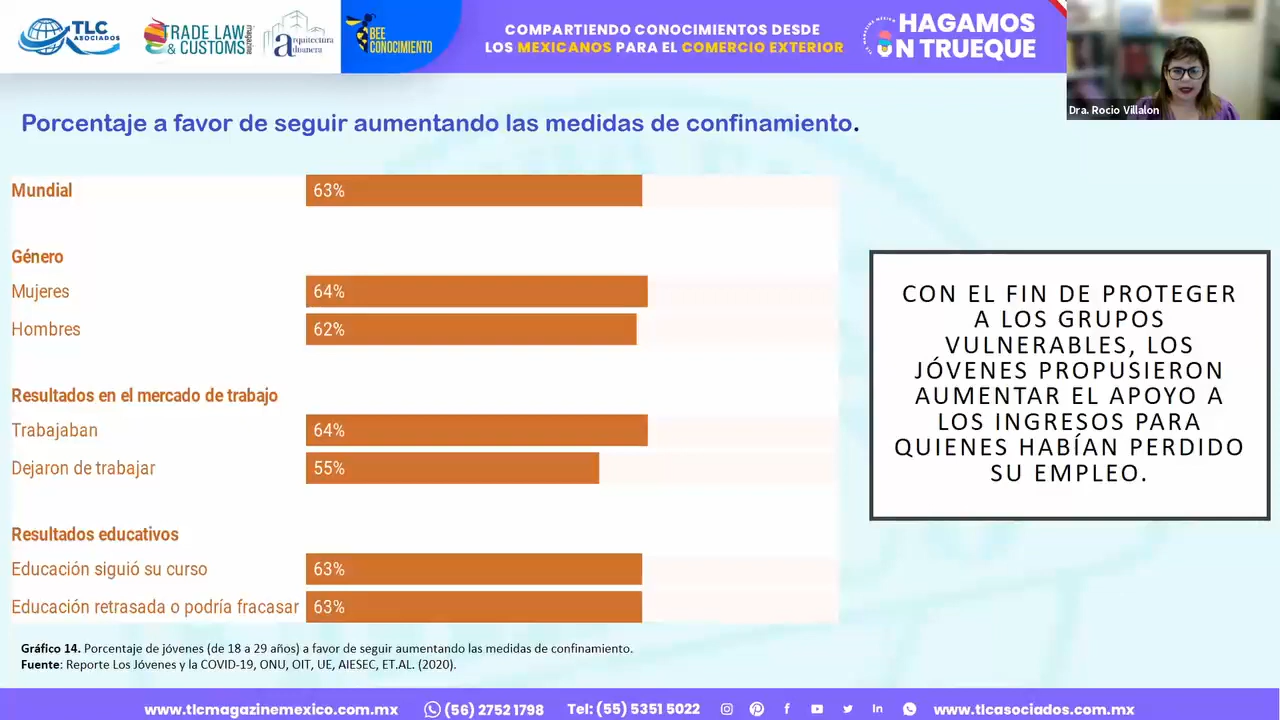 TLC
ASOCIADOS
TRADE LAW
& CUSTOMS
magazine
arquitectura
aduanera
BEE
CONOCIMIENTO
COMPARTIENDO CONOCIMIENTOS DESDE
LOS MEXICANOS PARA EL COMERCIO EXTERIOR
HAGAMOS
UN TRUEQUE
Dra. Rocio Villalon
Porcentaje a favor de seguir aumentando las medidas de confinamiento.
Mundial 63%
Género
Mujeres 64%
Hombres 62%
Resultados en el mercado de trabajo
Trabajaban 64%
Dejaron de trabajar 55%
Resultados educativos
Educación siguió su curso 63%
Educación retrasada o podría fracasar 63%
CON EL FIN DE PROTEGER
A LOS GRUPOS
VULNERABLES, LOS
JÓVENES PROPUSIERON
AUMENTAR EL APOYO A
LOS INGRESOS PARA
QUIENES HABÍAN PERDIDO
SU EMPLEO.
Gráfico 14. Porcentaje de jóvenes (de 18 a 29 años) a favor de seguir aumentando las medidas de confinamiento.
Fuente: Reporte Los Jóvenes y la COVID-19, ONU, OIT, UE, AIESEC, ET.AL. (2020).
www.tlcmagazinemexico.com.mx (56) 2752 1798 Tel: (55) 5351 5022 www.tlcasociados.com.mx